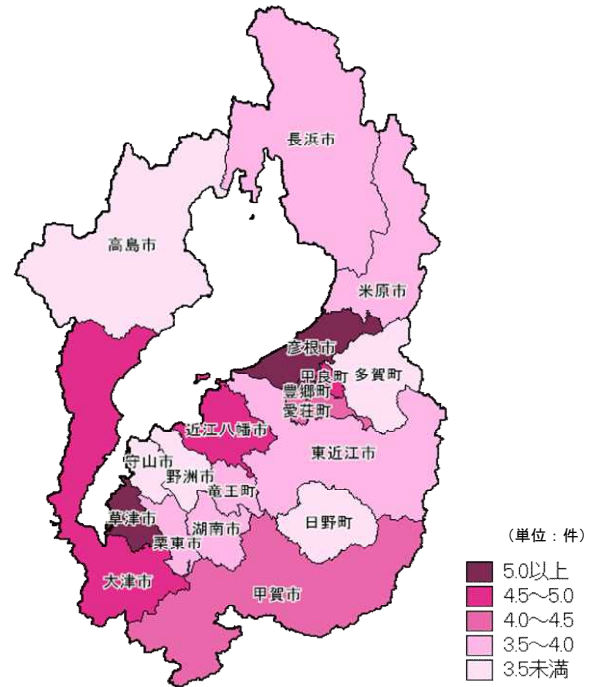 長浜市
高島市
米原市
彦根市
甲良町
多賀町
豊郷町
愛荘町
近江八幡市
東近江市
守山市
野洲市
竜王町
草津市
湖南市
日野町
栗東市
大津市
甲賀市
（単位：件）
5.0以上
4.5～5.0
4.0～4.5
3.5～4.0
3.5未満